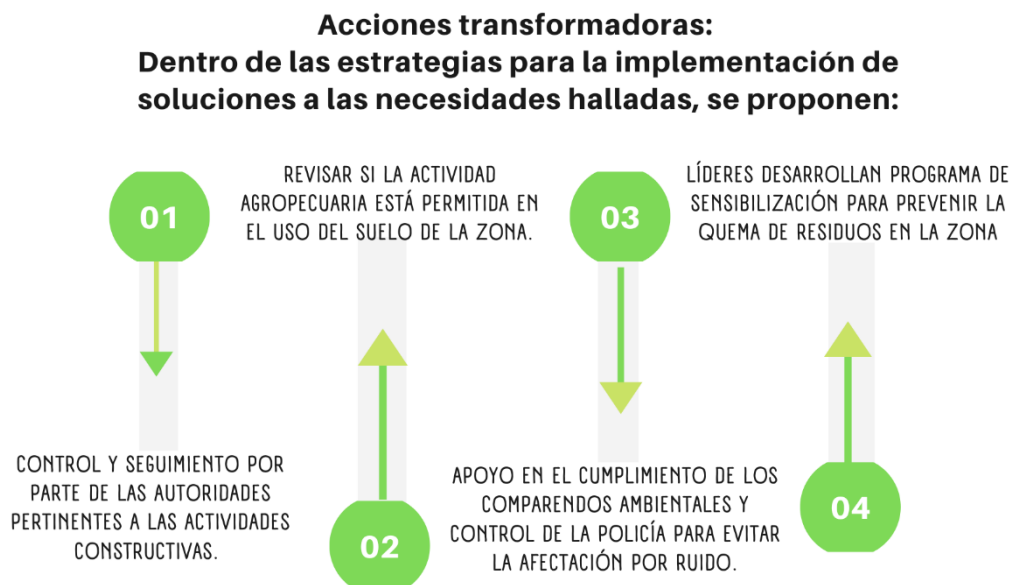 Acciones transformadoras:
Dentro de las estrategias para la implementación de
soluciones a las necesidades halladas, se proponen:
01
CONTROL Y SEGUIMIENTO POR
PARTE DE LAS AUTORIDADES
PERTINENTES A LAS ACTIVIDADES
CONSTRUCTIVAS.
REVISAR SI LA ACTIVIDAD
AGROPECUARIA ESTÁ PERMITIDA EN
EL USO DEL SUELO DE LA ZONA.
02
03
APOYO EN EL CUMPLIMIENTO DE LOS
COMPARENDOS AMBIENTALES Y
CONTROL DE LA POLICÍA PARA EVITAR
LA AFECTACIÓN POR RUIDO.
LÍDERES DESARROLLAN PROGRAMA DE
SENSIBILIZACIÓN PARA PREVENIR LA
QUEMA DE RESIDUOS EN LA ZONA
04